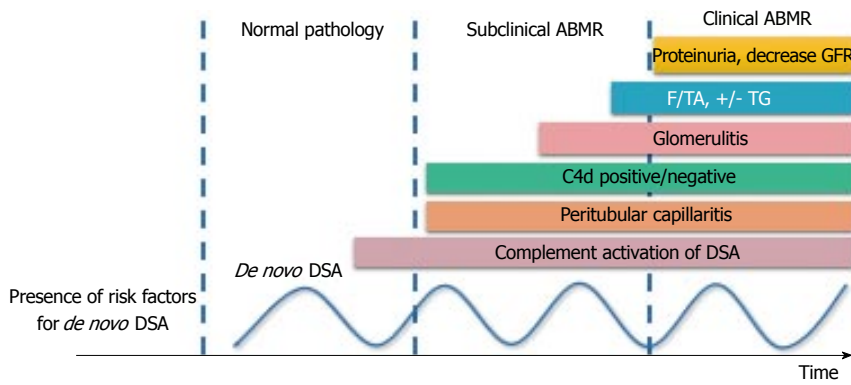 Normal pathology
Subclinical ABMR
Clinical ABMR
Proteinuria, decrease GFR
F/TA, +/- TG
Glomerulitis
C4d positive/negative
Peritubular capillaritis
Complement activation of DSA
De novo DSA
Presence of risk factors
for de novo DSA
Time